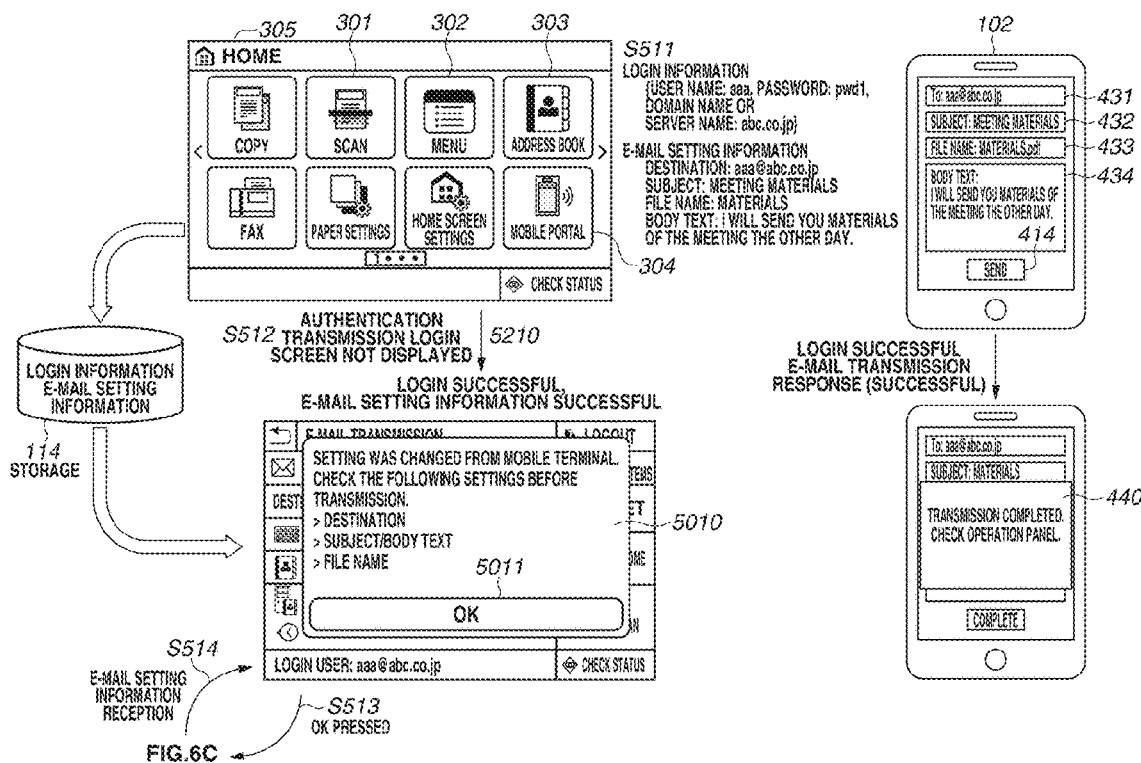 305
301
302
303
HOME
COPY
SCAN
MENU
ADDRESS BOOK
FAX
PAPER SETTINGS
HOME SCREEN
SETTINGS
MOBILE PORTAL
304
1
CHECK STATUS
S511
LOGIN INFORMATION
{USER NAME: aaa, PASSWORD: pwd1,
DOMAIN NAME OR
SERVER NAME: abc.co.jp}
E-MAIL SETTING INFORMATION
DESTINATION: aaa@abc.co.jp
SUBJECT: MEETING MATERIALS
FILE NAME: MATERIALS
BODY TEXT: I WILL SEND YOU MATERIALS
OF THE MEETING THE OTHER DAY.
102
To: aaa@abc.co.jp
431
SUBJECT: MEETING MATERIALS
432
FILE NAME: MATERIALS.pdf
433
BODY TEXT:
I WILL SEND YOU MATERIALS OF
THE MEETING THE OTHER DAY.
434
414
SEND
S512
AUTHENTICATION
TRANSMISSION LOGIN
SCREEN NOT DISPLAYED
5210
LOGIN SUCCESSFUL,
E-MAIL SETTING INFORMATION SUCCESSFUL
LOGIN SUCCESSFUL
E-MAIL TRANSMISSION
RESPONSE (SUCCESSFUL)
LOGIN INFORMATION
E-MAIL SETTING
INFORMATION
114
STORAGE
E-MAIL TRANSMISSION
LOGOUT
SETTING WAS CHANGED FROM MOBILE TERMINAL.
CHECK THE FOLLOWING SETTINGS BEFORE
TRANSMISSION.
> DESTINATION
> SUBJECT/BODY TEXT
> FILE NAME
DEST
TEMS
ET
OME
AN
5010
5011
OK
LOGIN USER: aaa@abc.co.jp
CHECK STATUS
To: aaa@abc.co.jp
SUBJECT: MATERIALS
TRANSMISSION COMPLETED.
CHECK OPERATION PANEL.
440
COMPLETE
S514
E-MAIL SETTING
INFORMATION
RECEPTION
S513
OK PRESSED
FIG.6C